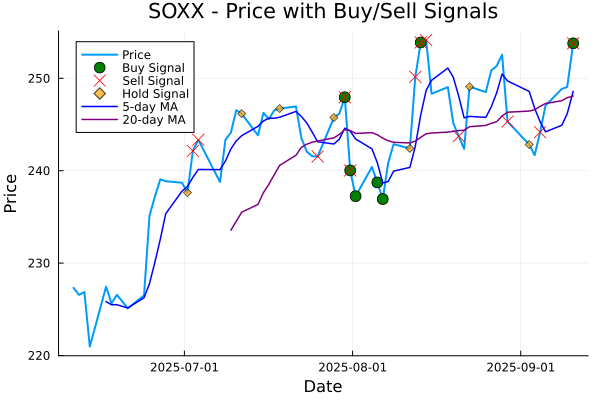 SOXX - Price with Buy/Sell Signals
Price
Buy Signal
Sell Signal
Hold Signal
5-day MA
20-day MA
250
240
230
220
Price
2025-07-01
2025-08-01
2025-09-01
Date